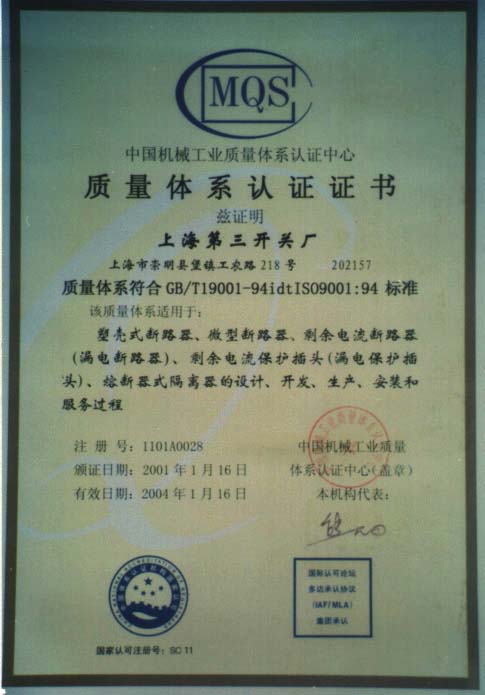 MQS
中国机械工业质量体系认证中心
质量体系认证证书
兹证明
上海第三开关厂
上海市崇明县堡镇工农路218号 202157
质量体系符合GB/T19001-94idtISO9001:94标准
该质量体系适用于:
塑壳式断路器、微型断路器、剩余电流断路器
(漏电断路器)、剩余电流保护插头(漏电保护插
头)、熔断器式隔离器的设计、开发、生产、安装和
服务过程
注 册 号:1101A0028
颁证日期:2001年1月16日
有效日期:2004年1月16日
中国机械工业质量
体系认证中心(盖章)
本机构代表:
国家认可注册号:SC 11
国际认可论坛
多边承认协议
(IAF/MLA)
集团承认